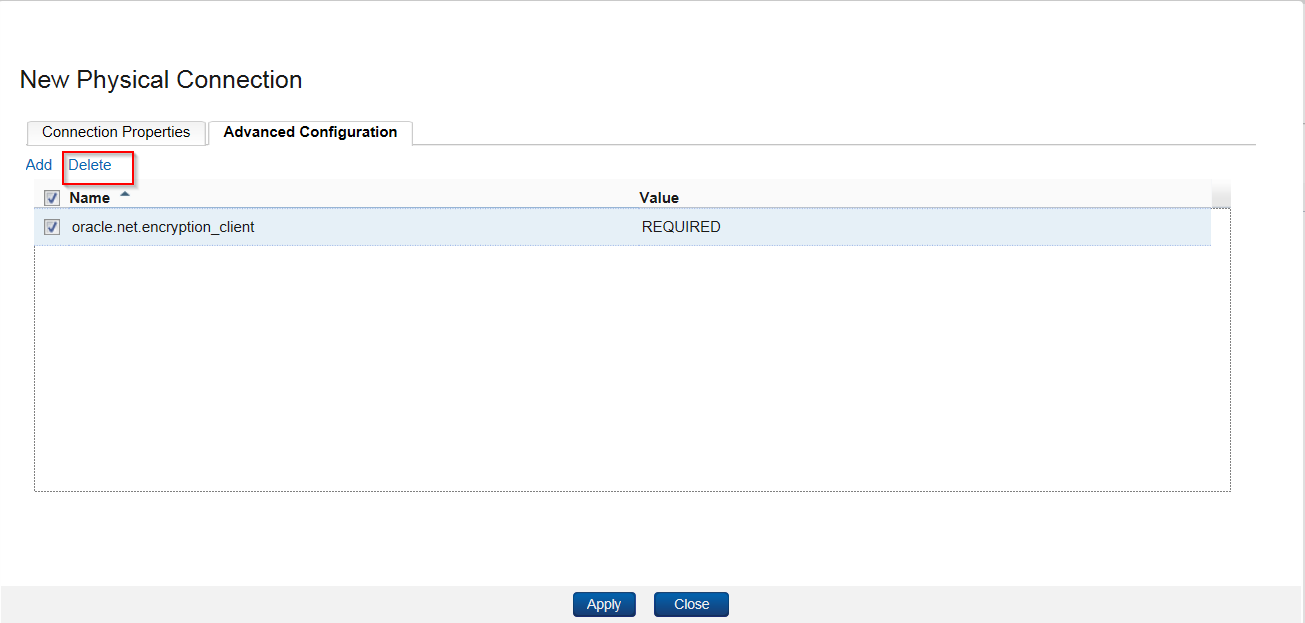 New Physical Connection
Connection Properties Advanced Configuration
Add Delete
Name Value
oracle.net.encryption_client REQUIRED
Apply Close